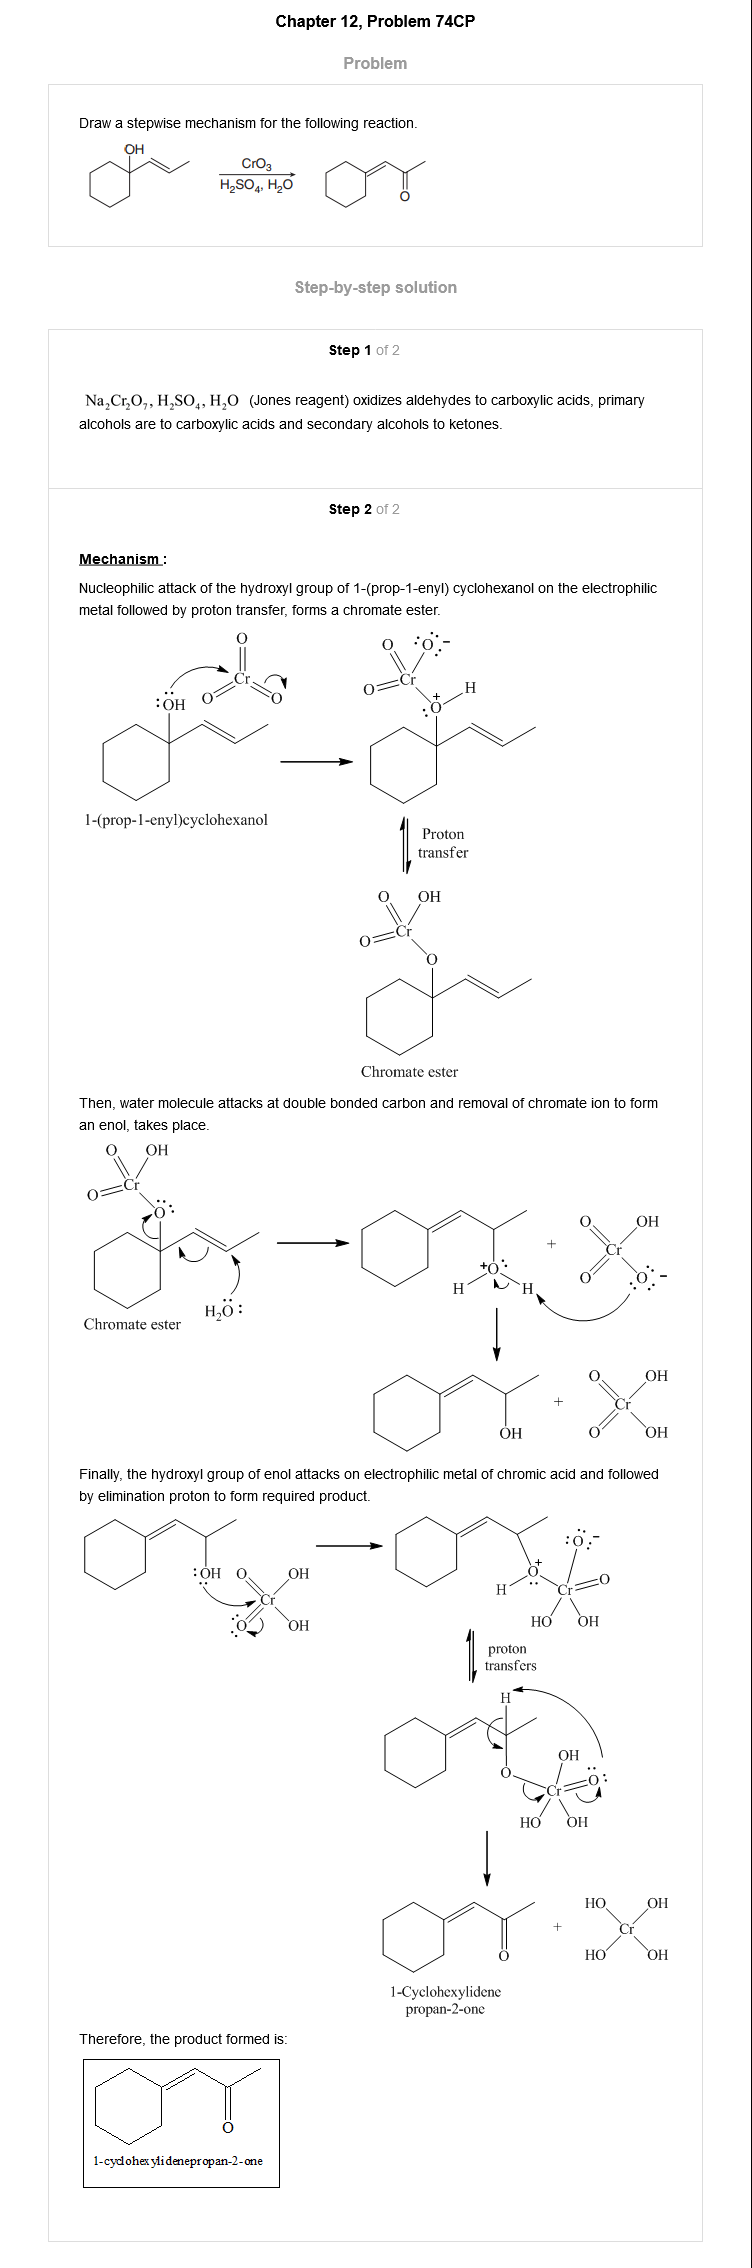 Chapter 12, Problem 74CP
Problem
Draw a stepwise mechanism for the following reaction.
OH
CrO3
H2SO4, H2O
O
Step-by-step solution
Step 1 of 2
Na2Cr2O7, H2SO4, H2O (Jones reagent) oxidizes aldehydes to carboxylic acids, primary
alcohols are to carboxylic acids and secondary alcohols to ketones.
Step 2 of 2
Mechanism :
Nucleophilic attack of the hydroxyl group of 1-(prop-1-enyl) cyclohexanol on the electrophilic
metal followed by proton transfer, forms a chromate ester.
O O :O:−
Cr O Cr H
:OH O O + :O
1-(prop-1-enyl)cyclohexanol
Proton
transfer
O OH
O Cr
O
Chromate ester
Then, water molecule attacks at double bonded carbon and removal of chromate ion to form
an enol, takes place.
O OH
O Cr
O: O OH
+ Cr
+O: O O:−
H H
H2O:
Chromate ester
O OH
+ Cr
OH O OH
Finally, the hydroxyl group of enol attacks on electrophilic metal of chromic acid and followed
by elimination proton to form required product.
:O:−
:OH O OH + O
Cr H O Cr O
:O OH HO OH
proton
transfers
H
OH
O Cr O:
HO OH
HO OH
+ Cr
O HO OH
1-Cyclohexylidene
propan-2-one
Therefore, the product formed is:
O
1-cyclohexylidenepropan-2-one